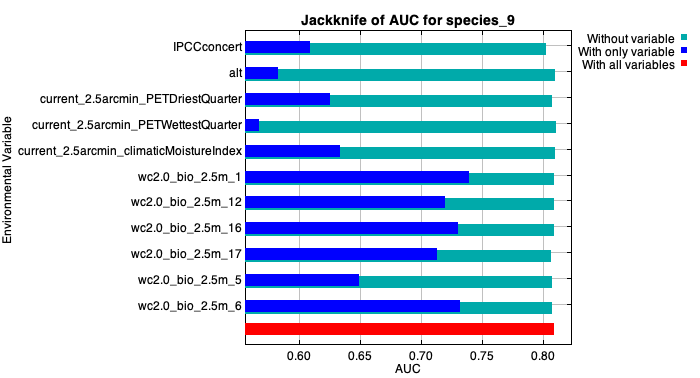 Jackknife of AUC for species_9
Without variable
With only variable
With all variables
Environmental Variable
IPCCconcert
alt
current_2.5arcmin_PETDriestQuarter
current_2.5arcmin_PETWettestQuarter
current_2.5arcmin_climaticMoistureIndex
wc2.0_bio_2.5m_1
wc2.0_bio_2.5m_12
wc2.0_bio_2.5m_16
wc2.0_bio_2.5m_17
wc2.0_bio_2.5m_5
wc2.0_bio_2.5m_6
0.60 0.65 0.70 0.75 0.80
AUC